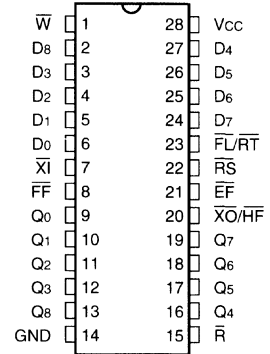 W̅ 1 28 Vcc
D8 2 27 D4
D3 3 26 D5
D2 4 25 D6
D1 5 24 D7
D0 6 23 F̅L̅/R̅T̅
X̅I̅ 7 22 R̅S̅
F̅F̅ 8 21 E̅F̅
Q0 9 20 X̅O̅/H̅F̅
Q1 10 19 Q7
Q2 11 18 Q6
Q3 12 17 Q5
Q8 13 16 Q4
GND 14 15 R̅